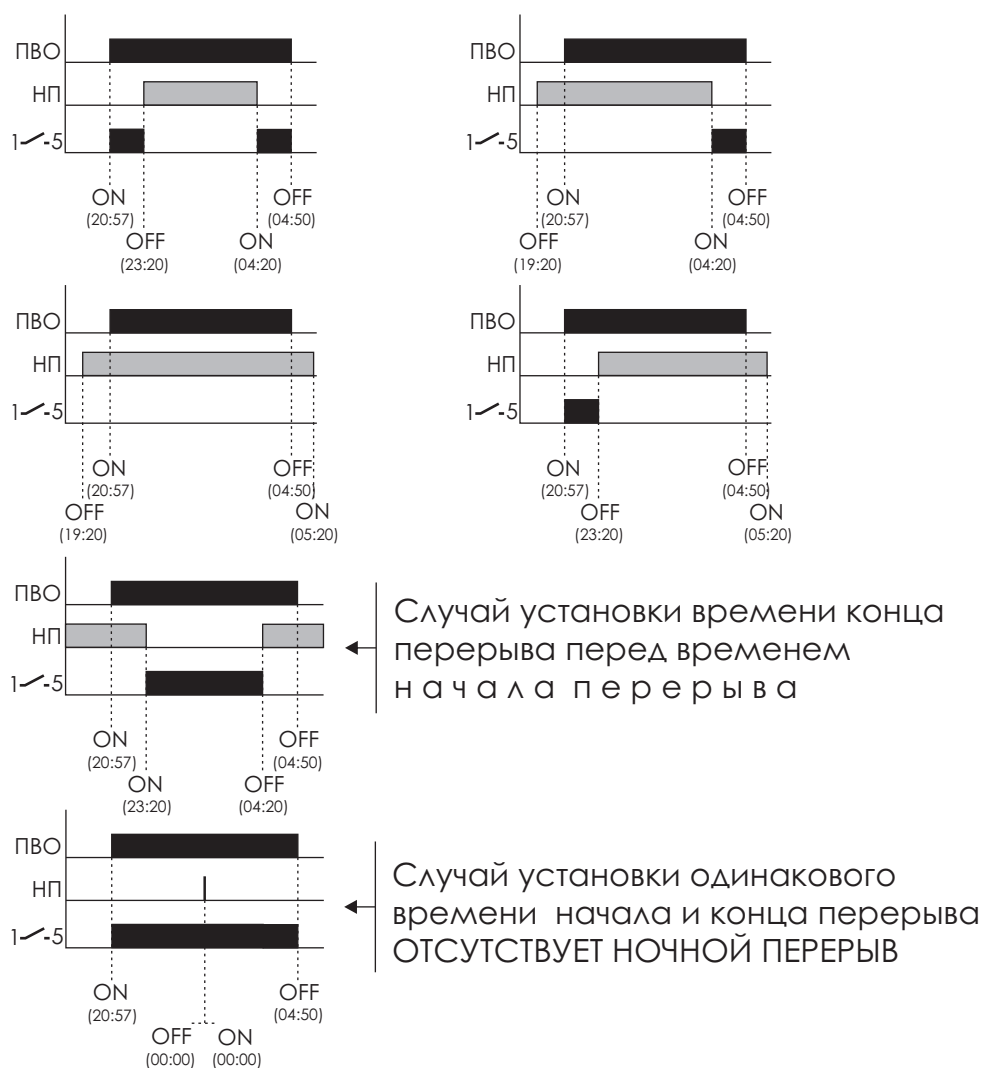 ПВО
НП
1 -5
ON
(20:57)
OFF
(04:50)
OFF
(23:20)
ON
(04:20)
ПВО
НП
1 -5
ON
(20:57)
OFF
(04:50)
OFF
(19:20)
ON
(04:20)
ПВО
НП
1 -5
ON
(20:57)
OFF
(04:50)
OFF
(19:20)
ON
(05:20)
ПВО
НП
1 -5
ON
(20:57)
OFF
(04:50)
OFF
(23:20)
ON
(05:20)
ПВО
НП
1 -5
ON
(20:57)
OFF
(04:50)
ON
(23:20)
OFF
(04:20)
Случай установки времени конца
перерыва перед временем
начала перерыва
ПВО
НП
1 -5
ON
(20:57)
OFF
(04:50)
OFF
(00:00)
ON
(00:00)
Случай установки одинакового
времени начала и конца перерыва
ОТСУТСТВУЕТ НОЧНОЙ ПЕРЕРЫВ